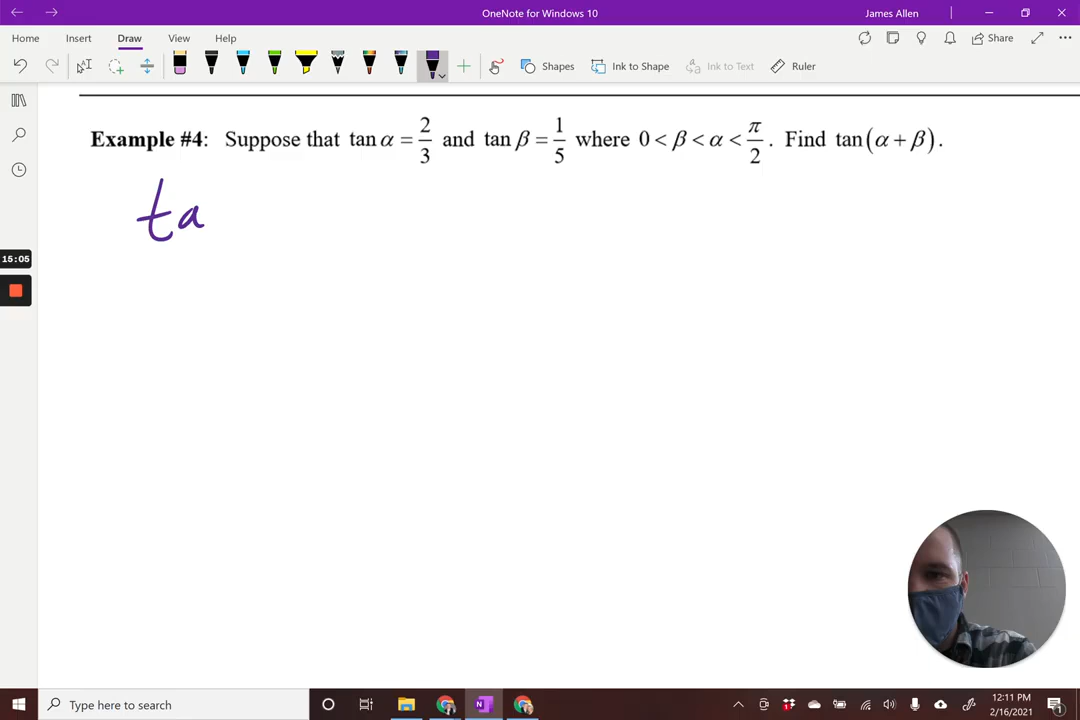 OneNote for Windows 10
James Allen
Home Insert Draw View Help
Share
Shapes Ink to Shape Ink to Text Ruler
Example #4: Suppose that tan α = 2/3 and tan β = 1/5 where 0 < β < α < π/2. Find tan(α + β).
ta
15:05
Type here to search
12:11 PM
2/16/2021